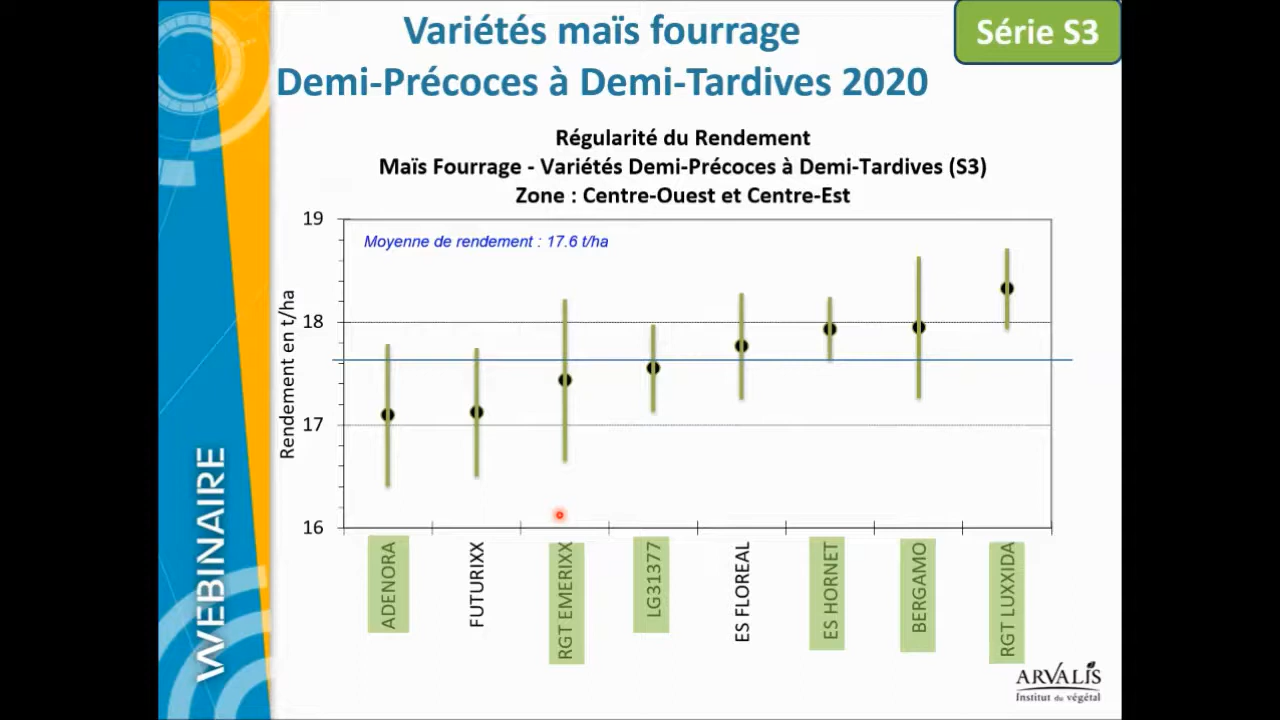 Variétés maïs fourrage
Demi-Précoces à Demi-Tardives 2020
Série S3
Régularité du Rendement
Maïs Fourrage - Variétés Demi-Précoces à Demi-Tardives (S3)
Zone : Centre-Ouest et Centre-Est
Moyenne de rendement : 17.6 t/ha
Rendement en t/ha
19
18
17
16
ADENORA
FUTURIXX
RGT EMERIXX
LG31377
ES FLOREAL
ES HORNET
BERGAMO
RGT LUXXIDA
WEBINAIRE
ARVALIS
Institut du végétal